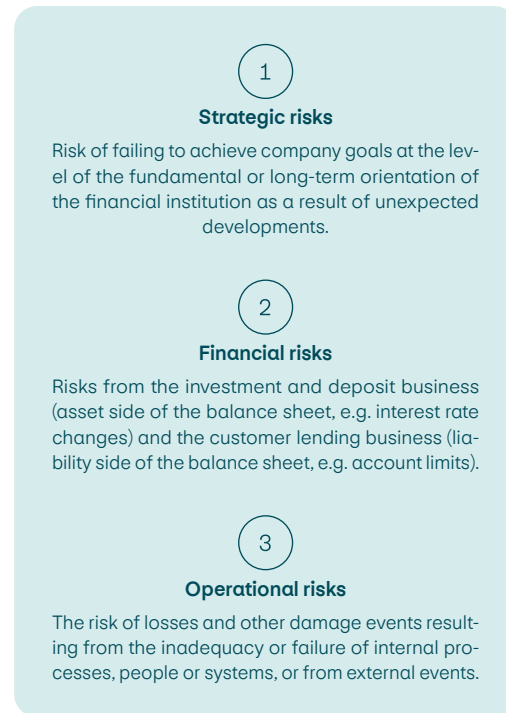 1
Strategic risks
Risk of failing to achieve company goals at the lev-
el of the fundamental or long-term orientation of
the financial institution as a result of unexpected
developments.
2
Financial risks
Risks from the investment and deposit business
(asset side of the balance sheet, e.g. interest rate
changes) and the customer lending business (lia-
bility side of the balance sheet, e.g. account limits).
3
Operational risks
The risk of losses and other damage events result-
ing from the inadequacy or failure of internal pro-
cesses, people or systems, or from external events.